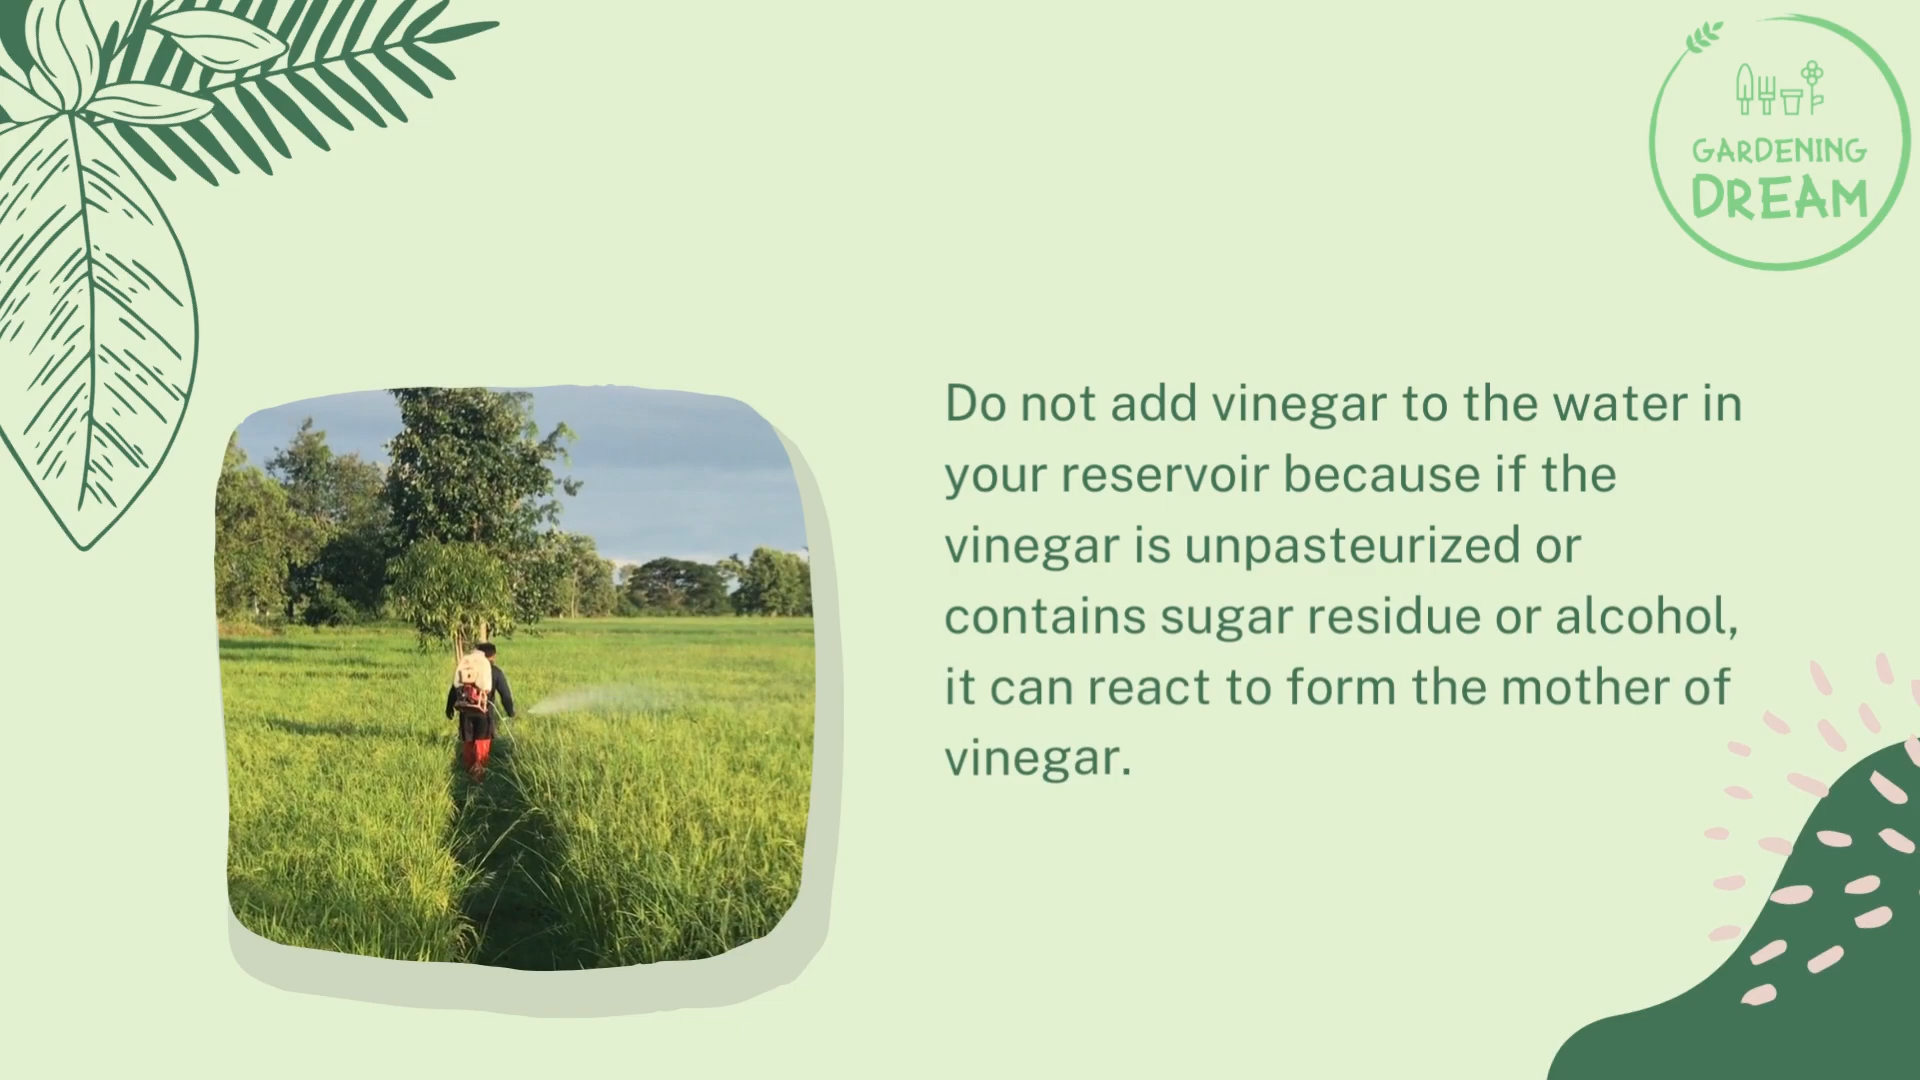 GARDENING
DREAM
Do not add vinegar to the water in
your reservoir because if the
vinegar is unpasteurized or
contains sugar residue or alcohol,
it can react to form the mother of
vinegar.